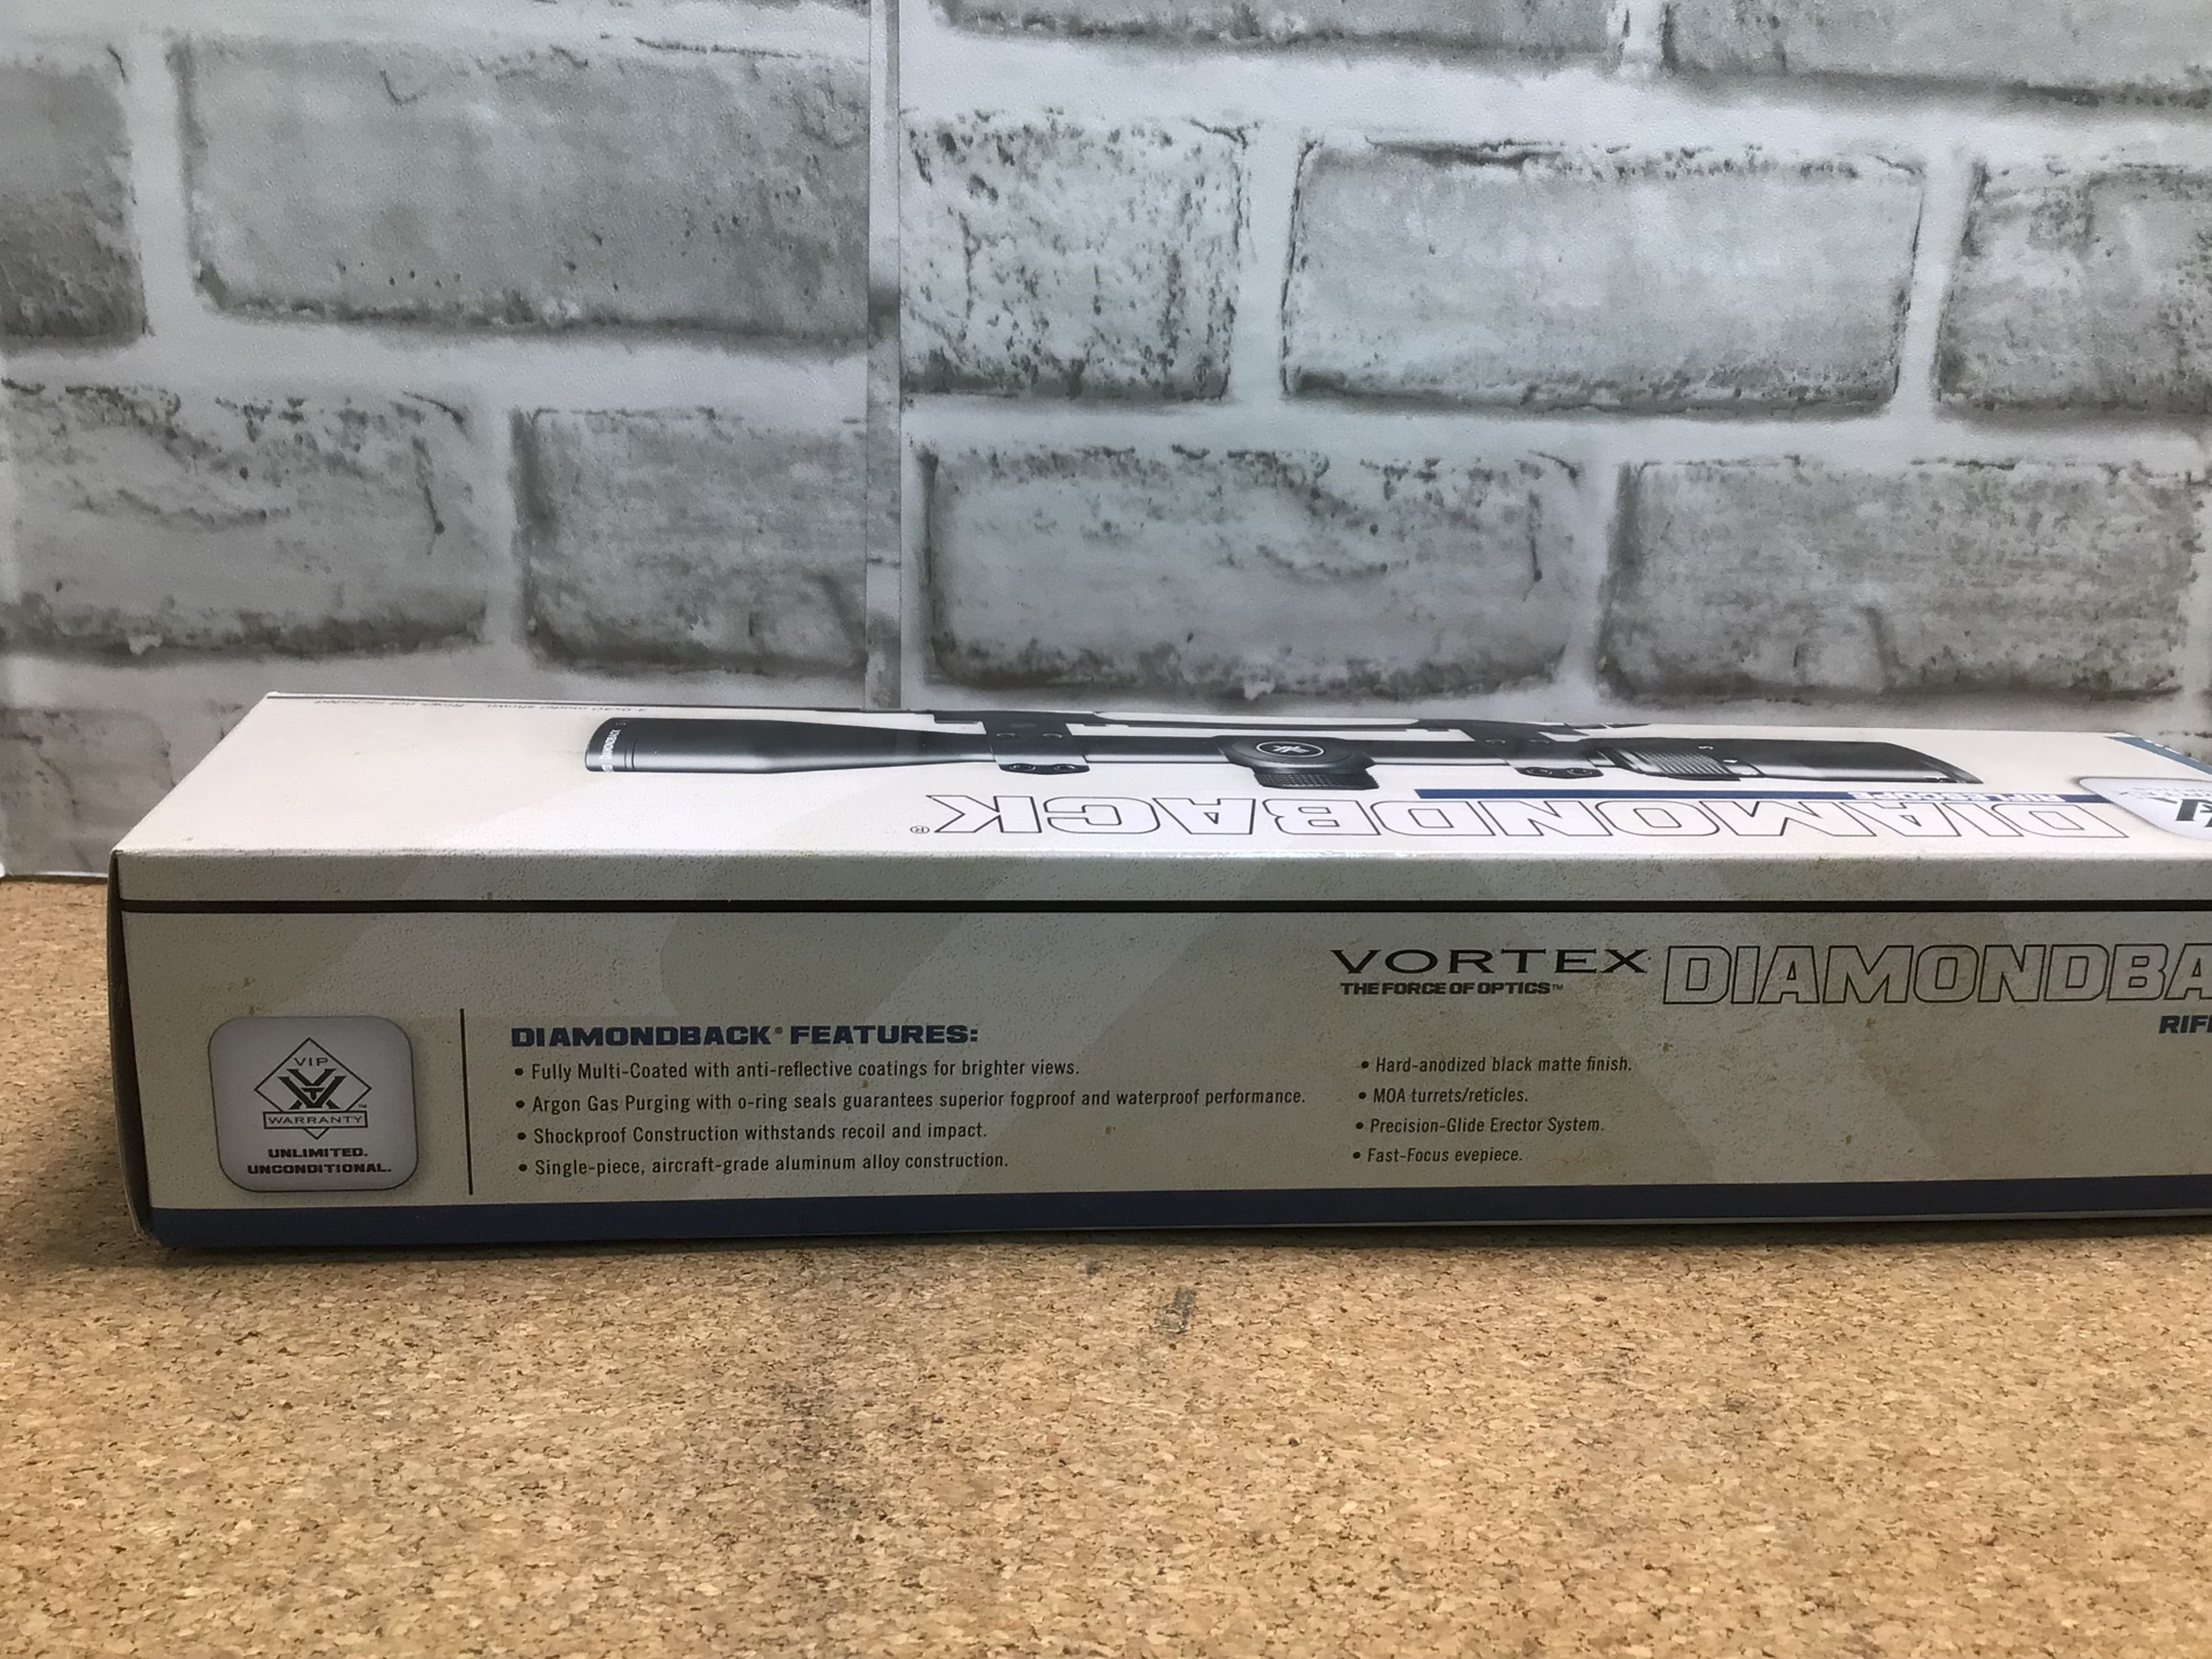 DIAMONDBACK®
RIFLESCOPE
VORTEX DIAMONDBA
THE FORCE OF OPTICS™
RIF
VIP
WARRANTY
UNLIMITED.
UNCONDITIONAL.
DIAMONDBACK® FEATURES:
• Fully Multi-Coated with anti-reflective coatings for brighter views.
• Argon Gas Purging with o-ring seals guarantees superior fogproof and waterproof performance.
• Shockproof Construction withstands recoil and impact.
• Single-piece, aircraft-grade aluminum alloy construction.
• Hard-anodized black matte finish.
• MOA turrets/reticles.
• Precision-Glide Erector System.
• Fast-Focus eyepiece.